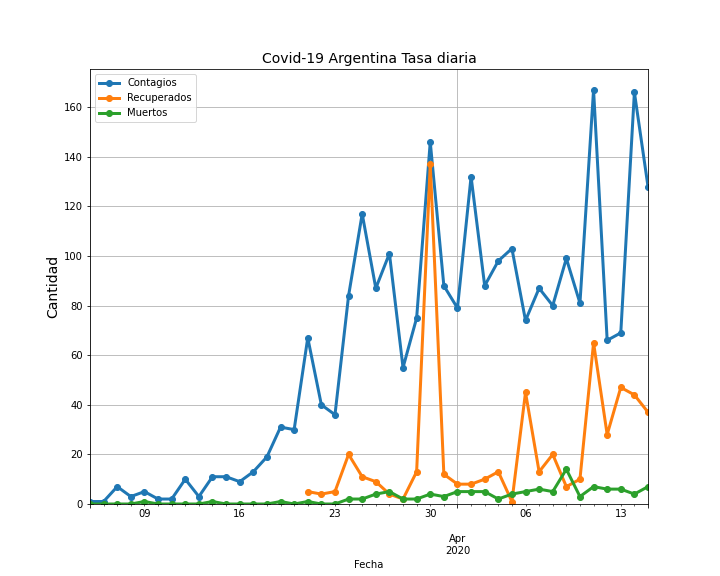 Covid-19 Argentina Tasa diaria
Contagios
Recuperados
Muertos
160
140
120
100
80
60
40
20
0
Cantidad
09
16
23
30
06
13
Apr
2020
Fecha